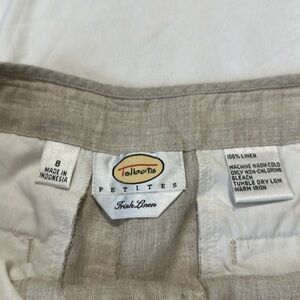 8
MADE IN
INDONESIA
Talbots
PETITES
Irish Linen
100% LINEN
MACHINE WASH COLD
ONLY NON-CHLORINE
BLEACH
TUMBLE DRY LOW
WARM IRON